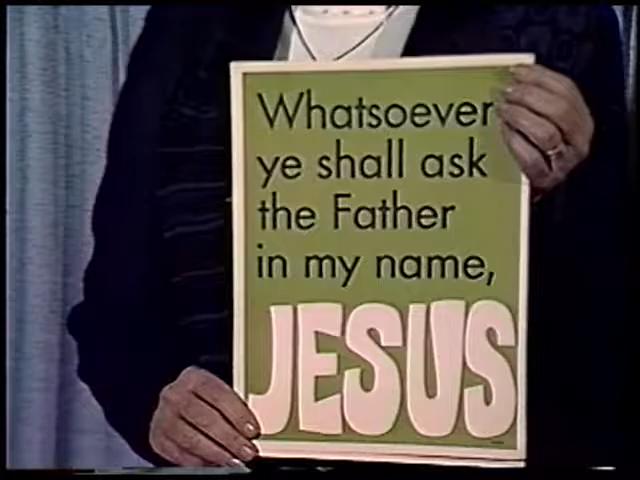 Whatsoever
ye shall ask
the Father
in my name,
JESUS